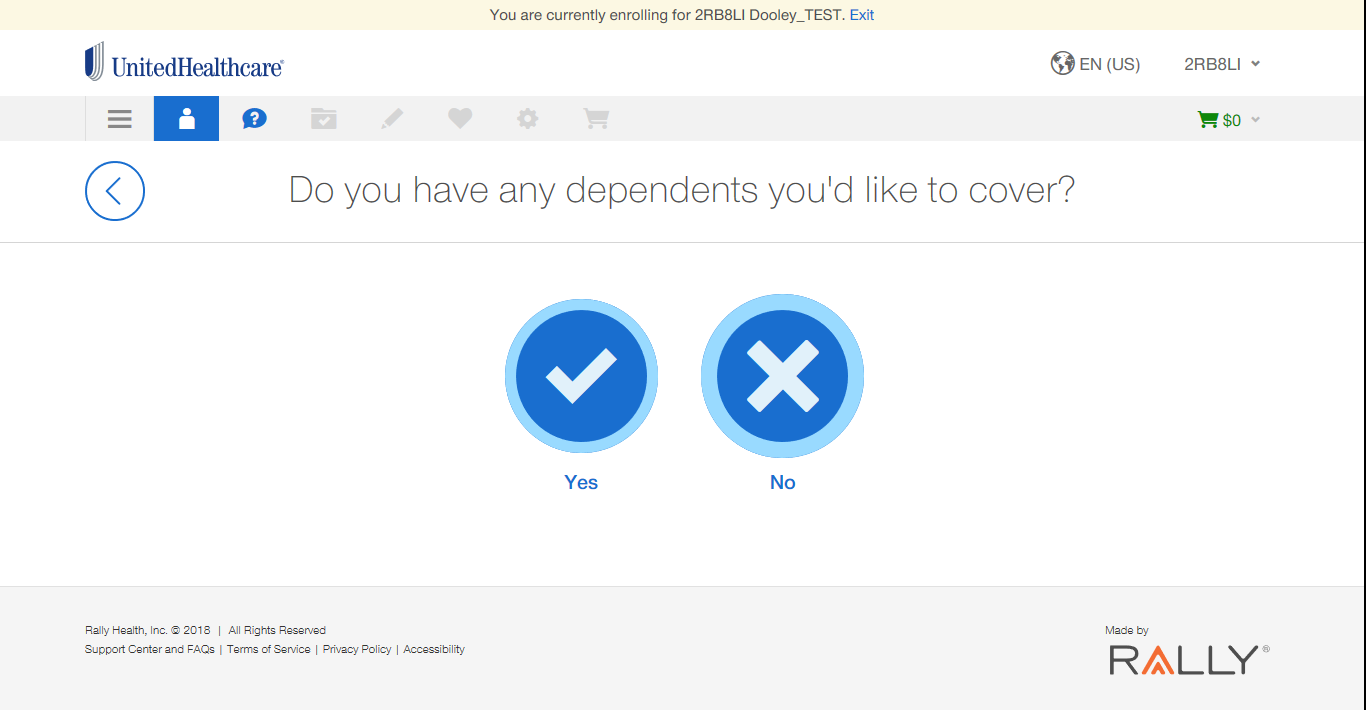 You are currently enrolling for 2RB8LI Dooley_TEST. Exit
UnitedHealthcare®
EN (US)
2RB8LI
?
$0
Do you have any dependents you'd like to cover?
Yes
No
Rally Health, Inc. © 2018 | All Rights Reserved
Support Center and FAQs | Terms of Service | Privacy Policy | Accessibility
Made by
RALLY®